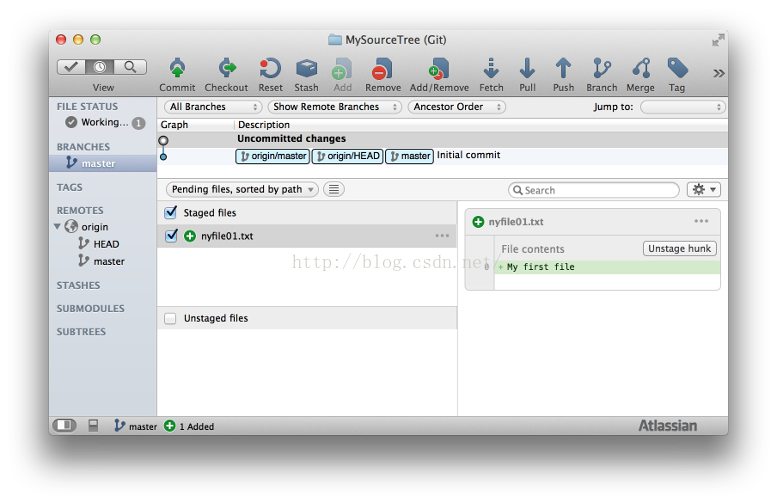 MySourceTree (Git)
View Commit Checkout Reset Stash Add Remove Add/Remove Fetch Pull Push Branch Merge Tag
FILE STATUS
Working... 1
BRANCHES
master
TAGS
REMOTES
origin
HEAD
master
STASHES
SUBMODULES
SUBTREES
All Branches Show Remote Branches Ancestor Order Jump to:
Graph Description
Uncommitted changes
origin/master origin/HEAD master Initial commit
Pending files, sorted by path Search
Staged files
nyfile01.txt
Unstaged files
nyfile01.txt
File contents Unstage hunk
0 + My first file
http://blog.csdn.net/
master 1 Added Atlassian